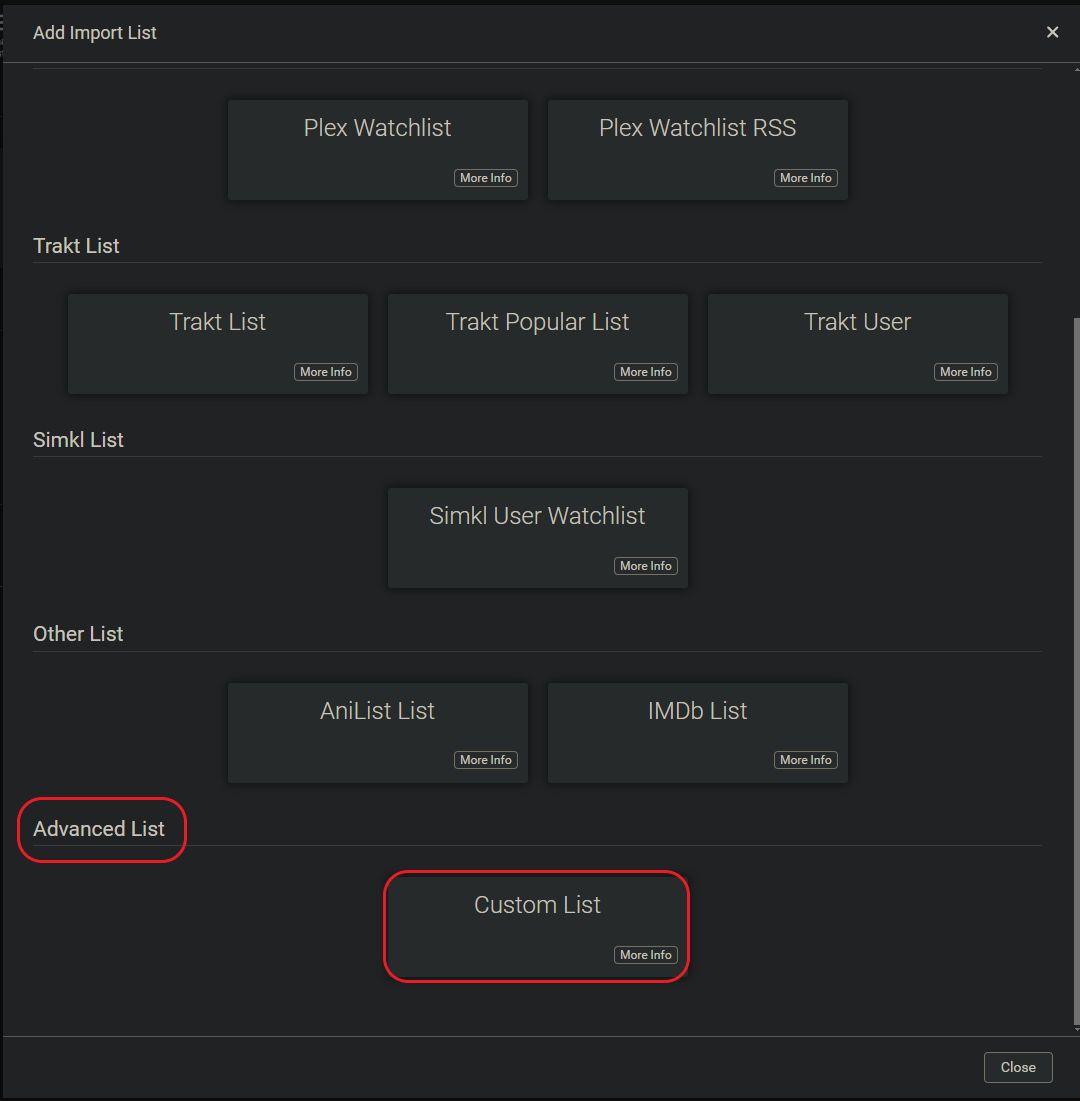 Add Import List
Plex Watchlist
Plex Watchlist RSS
More Info
More Info
Trakt List
Trakt List
Trakt Popular List
Trakt User
More Info
More Info
More Info
Simkl List
Simkl User Watchlist
More Info
Other List
AniList List
IMDb List
More Info
More Info
Advanced List
Custom List
More Info
Close